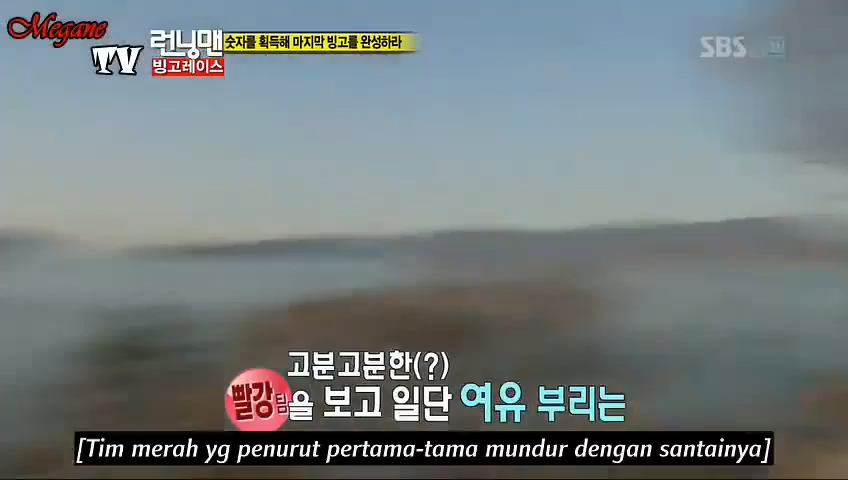 Megane
TV
런닝맨
빙고레이스
숫자를 획득해 마지막 빙고를 완성하라
SBS
고분고분한(?)
빨강팀을 보고 일단 여유 부리는
[Tim merah yg penurut pertama-tama mundur dengan santainya]